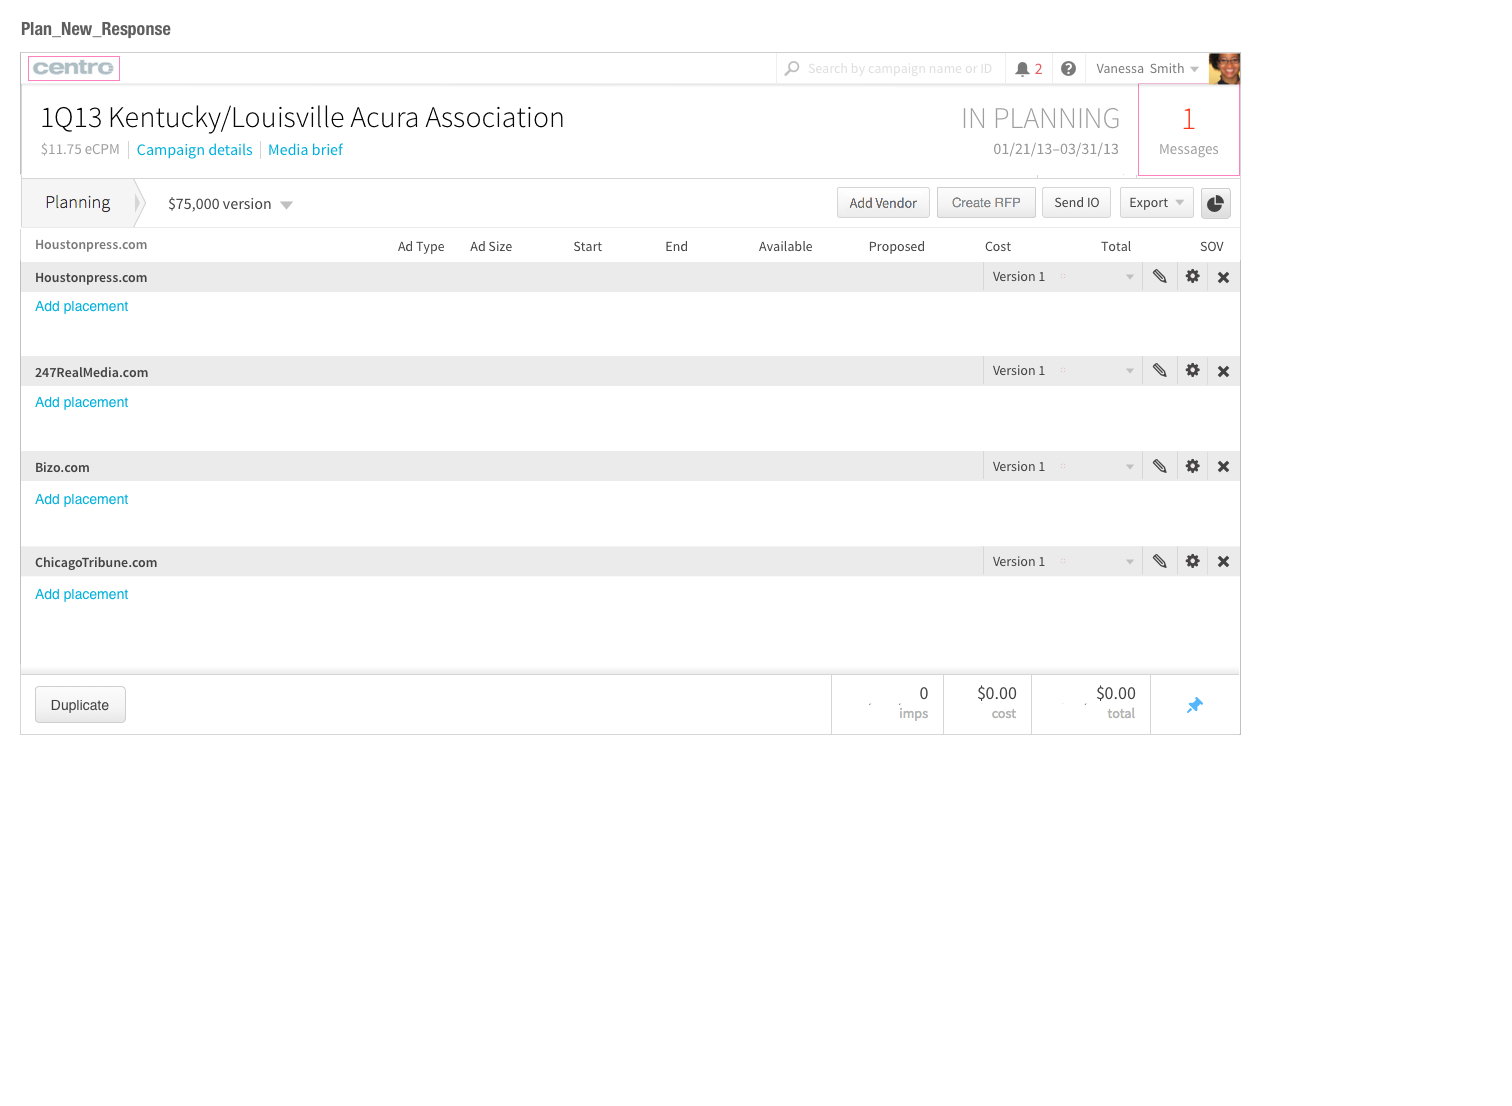 Plan_New_Response
centro
Search by campaign name or ID
2
Vanessa Smith
1Q13 Kentucky/Louisville Acura Association
IN PLANNING
1
$11.75 eCPM
Campaign details
Media brief
01/21/13–03/31/13
Messages
Planning
$75,000 version
Add Vendor
Create RFP
Send IO
Export
Houstonpress.com
Ad Type
Ad Size
Start
End
Available
Proposed
Cost
Total
SOV
Houstonpress.com
Version 1
Add placement
247RealMedia.com
Version 1
Add placement
Bizo.com
Version 1
Add placement
ChicagoTribune.com
Version 1
Add placement
Duplicate
0
imps
$0.00
cost
$0.00
total